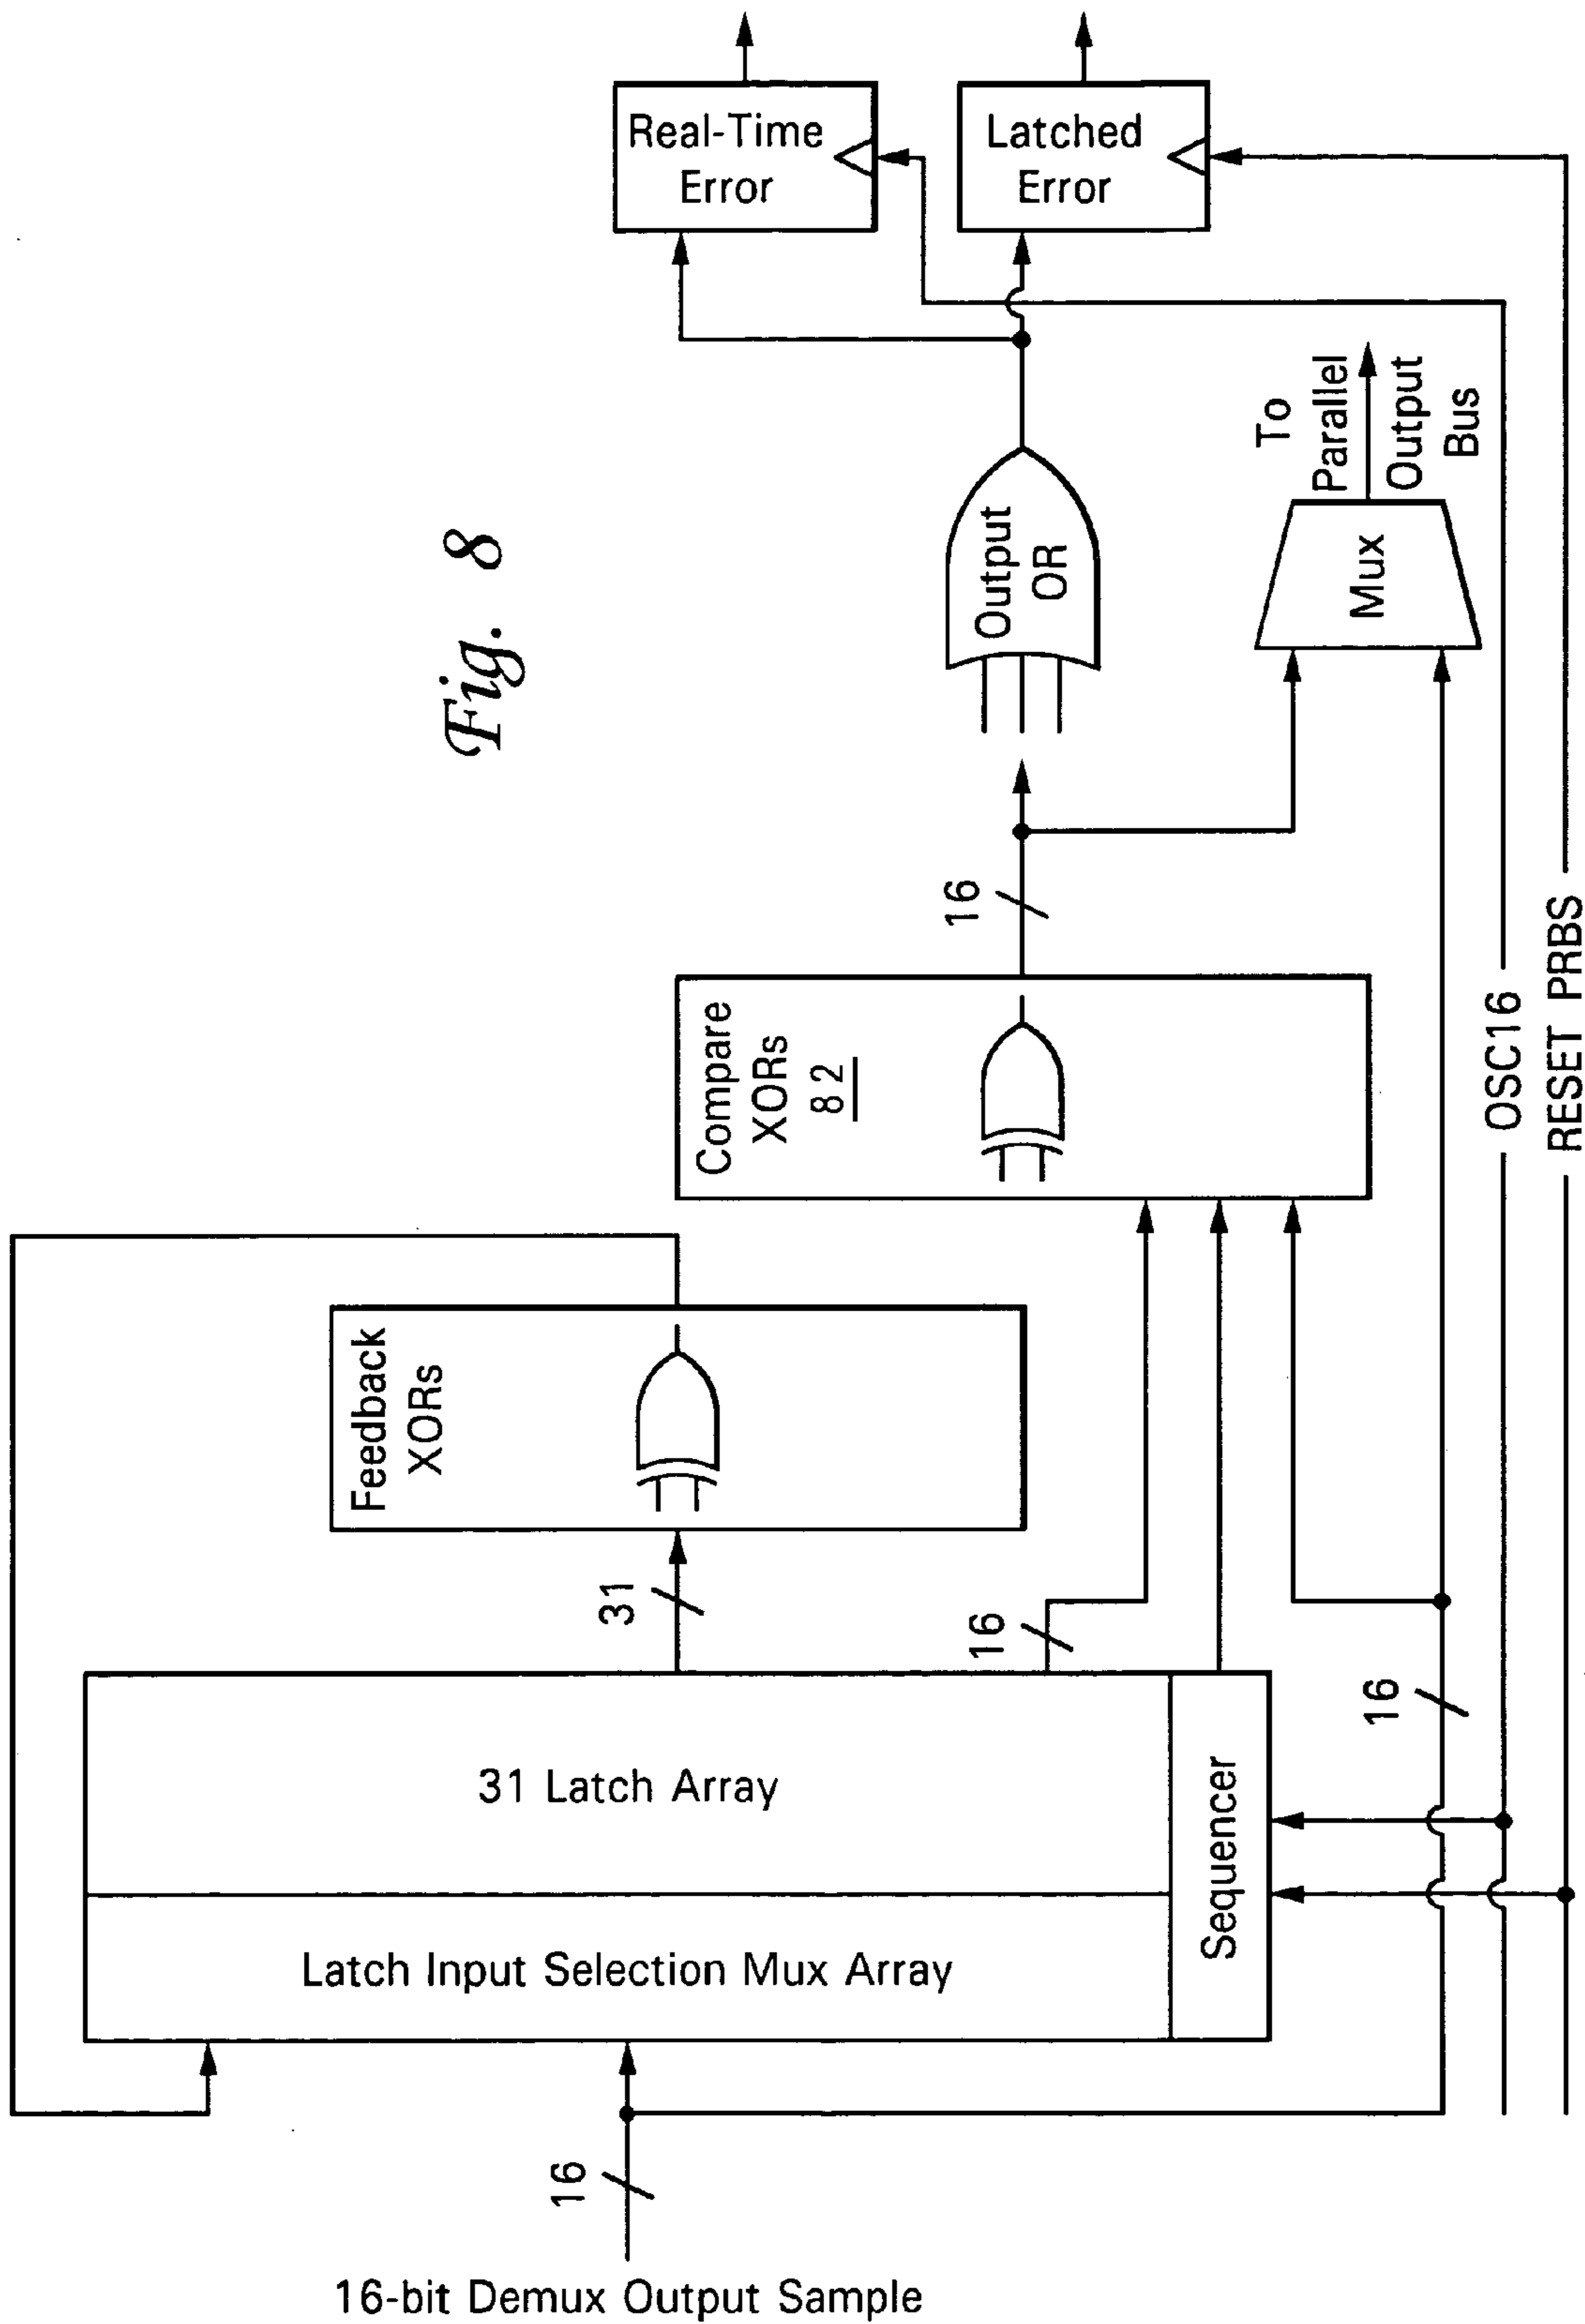 Real-Time
Error
Latched
Error
To
Parallel
Output
Bus
Fig. 8
Output
OR
Mux
16
Compare
XORs
82
OSC16
RESET PRBS
Feedback
XORs
31
16
16
31 Latch Array
Sequencer
Latch Input Selection Mux Array
16
16-bit Demux Output Sample